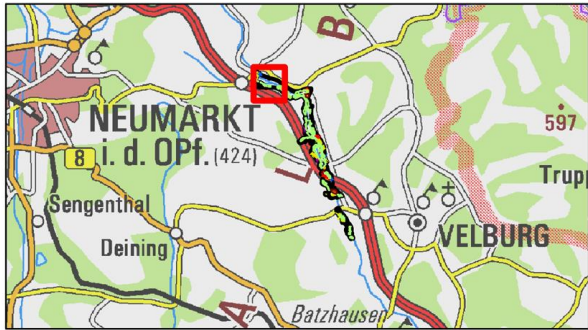 B
NEUMARKT
597
8 i. d. OPf. (424)
L
Trupp
Sengenthal
VELBURG
Deining
A
Batzhausen